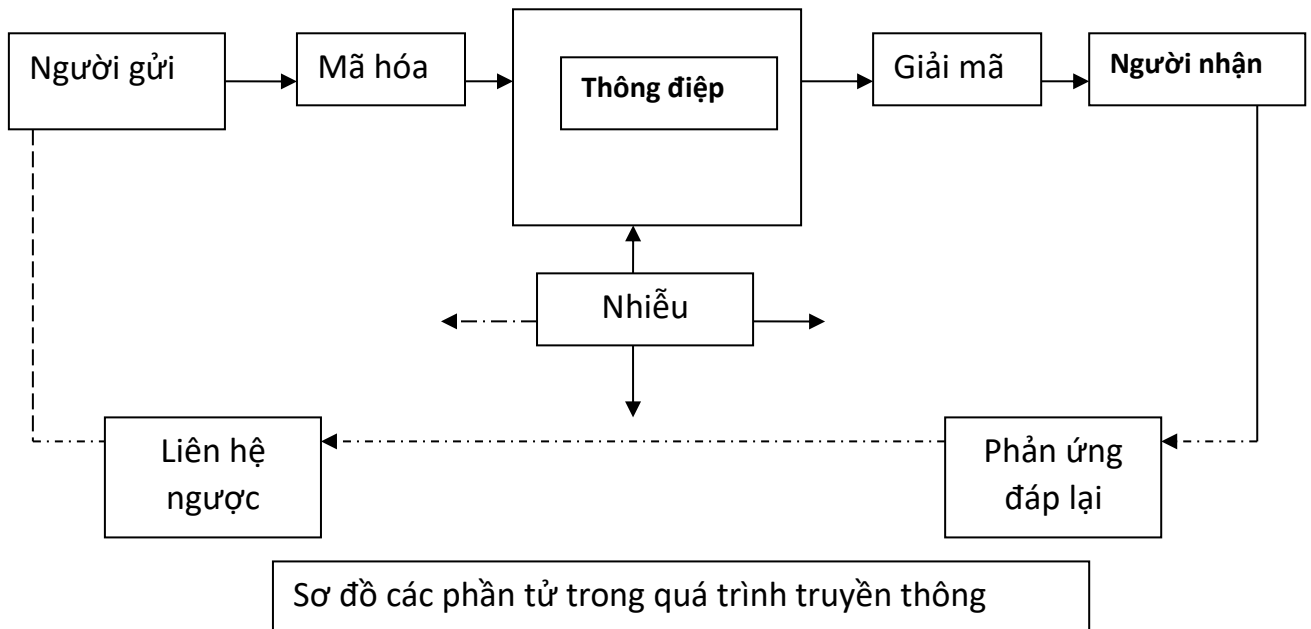 Người gửi
Mã hóa
Thông điệp
Giải mã
Người nhận
Nhiễu
Liên hệ
ngược
Phản ứng
đáp lại
Sơ đồ các phần tử trong quá trình truyền thông